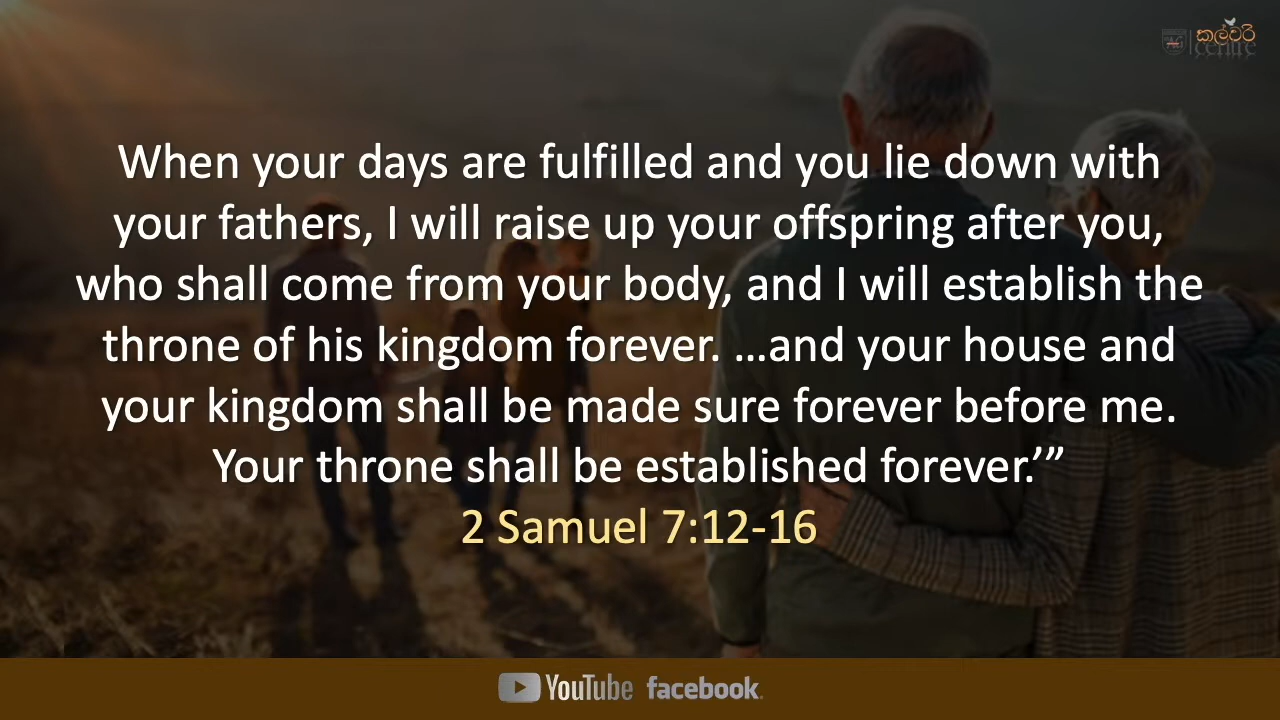 කල්වරි
centre
When your days are fulfilled and you lie down with
your fathers, I will raise up your offspring after you,
who shall come from your body, and I will establish the
throne of his kingdom forever. …and your house and
your kingdom shall be made sure forever before me.
Your throne shall be established forever.’”
2 Samuel 7:12-16
YouTube facebook